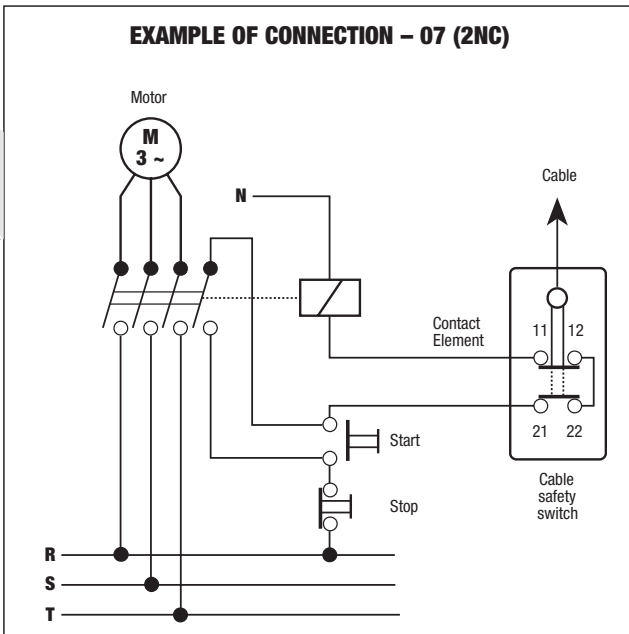 EXAMPLE OF CONNECTION – 07 (2NC)
Motor
M
3 ~
N
Cable
Contact
Element
11 12
21 22
Start
Cable
safety
switch
Stop
R
S
T